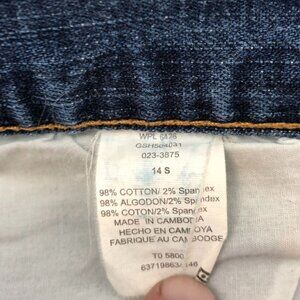 WPL 6426
023-3875
14 S
98% COTTON/ 2% Spandex
98% ALGODON/ 2% Spandex
98% COTON/ 2% Spandex
MADE IN CAMBODIA
HECHO EN CAMBOYA
FABRIQUE AU CAMBODGE
T0 5800